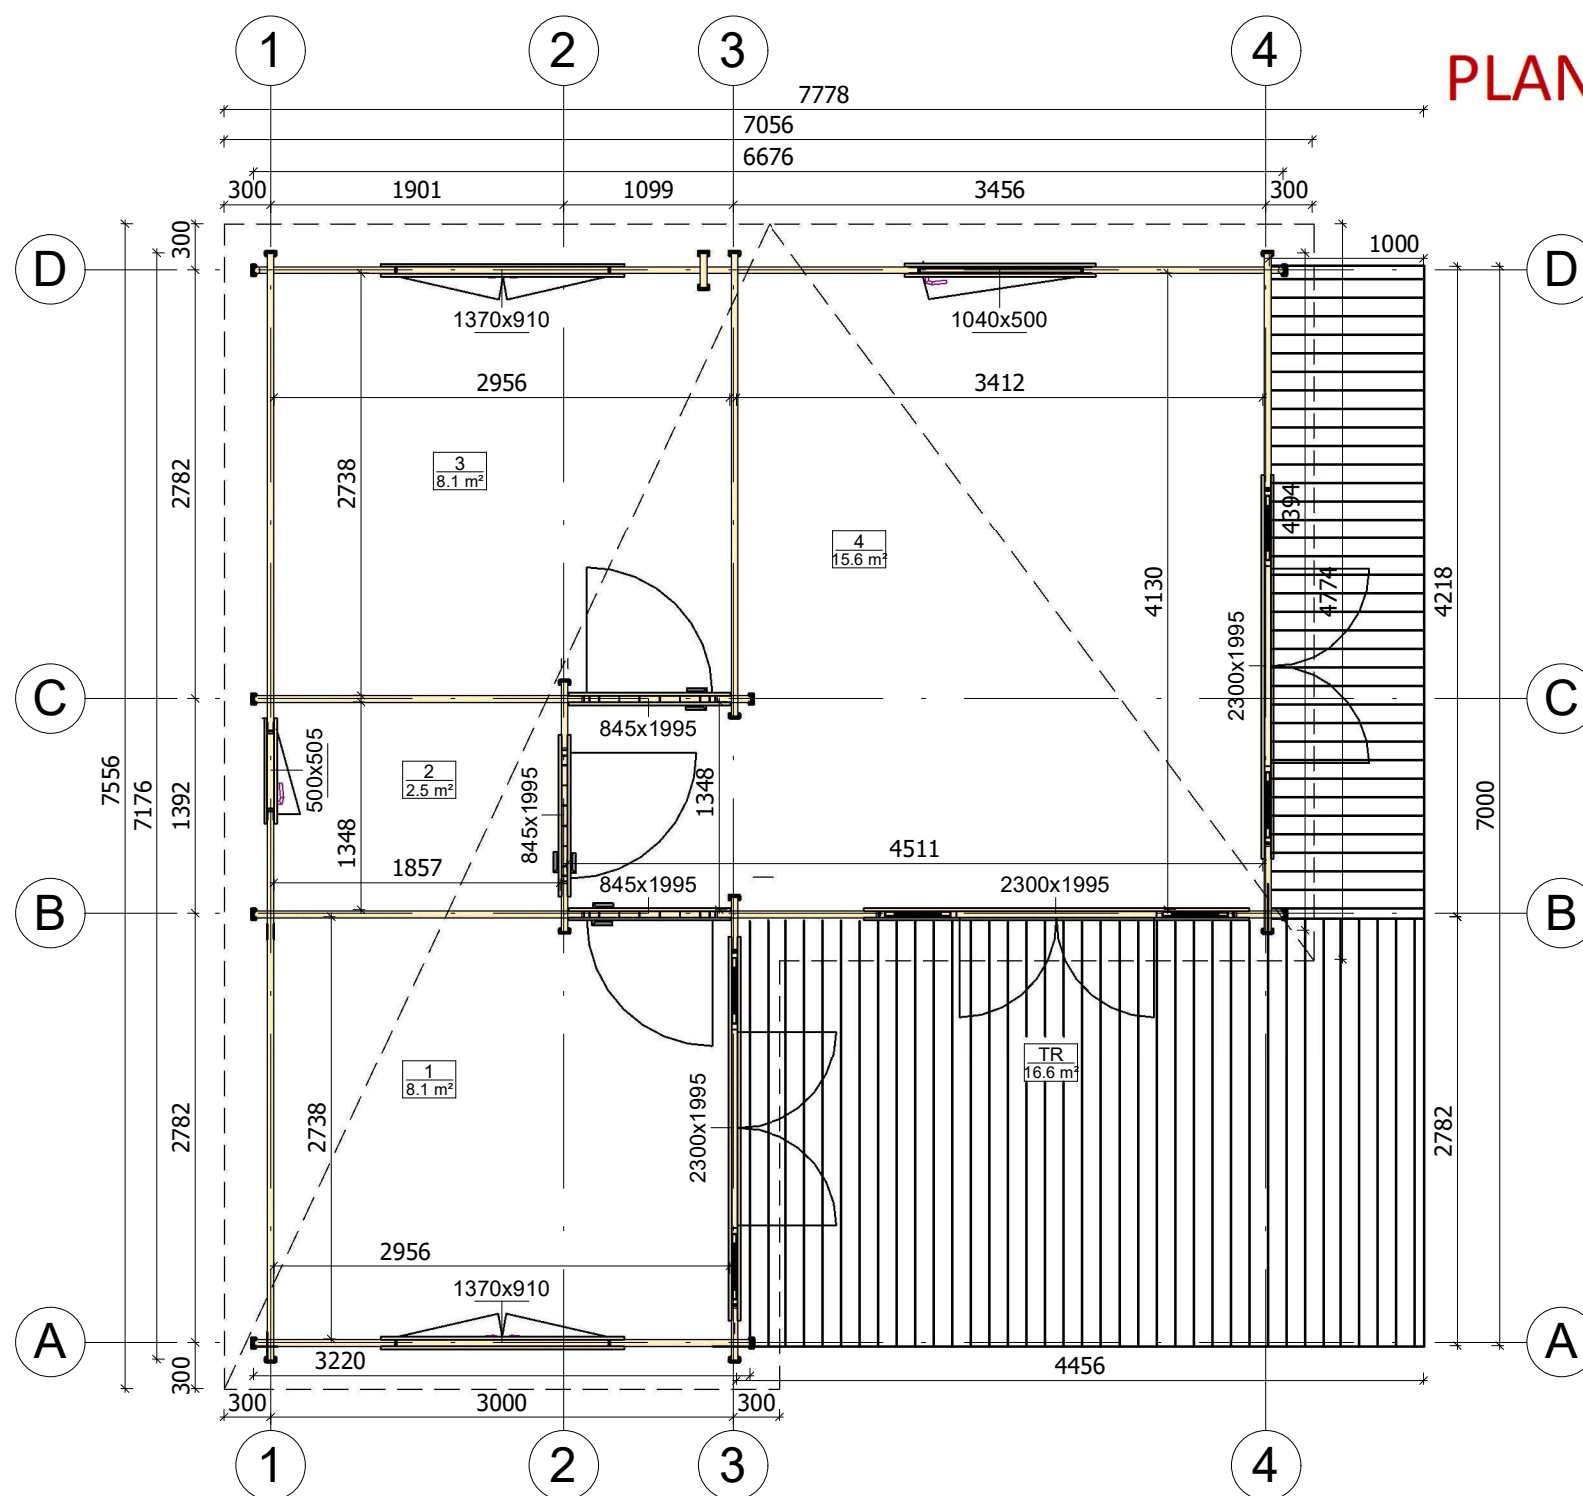 1 2 3 4
PLAN
7778
7056
6676
300 1901 1099 3456 300
300
1000
D D
1370x910 1040x500
2956 3412
3
8.1 m²
2738
2782
4
15.6 m²
4394
4774
4130
4218
2300x1995
C C
845x1995
500x505
2
2.5 m²
845x1995
1348
7556
7176
1392
1348
7000
4511
1857
845x1995 2300x1995
B B
1
8.1 m²
TR
16.6 m²
2300x1995
2738
2782
2782
2956
1370x910
A A
3220
4456
300
300 3000 300
1 2 3 4